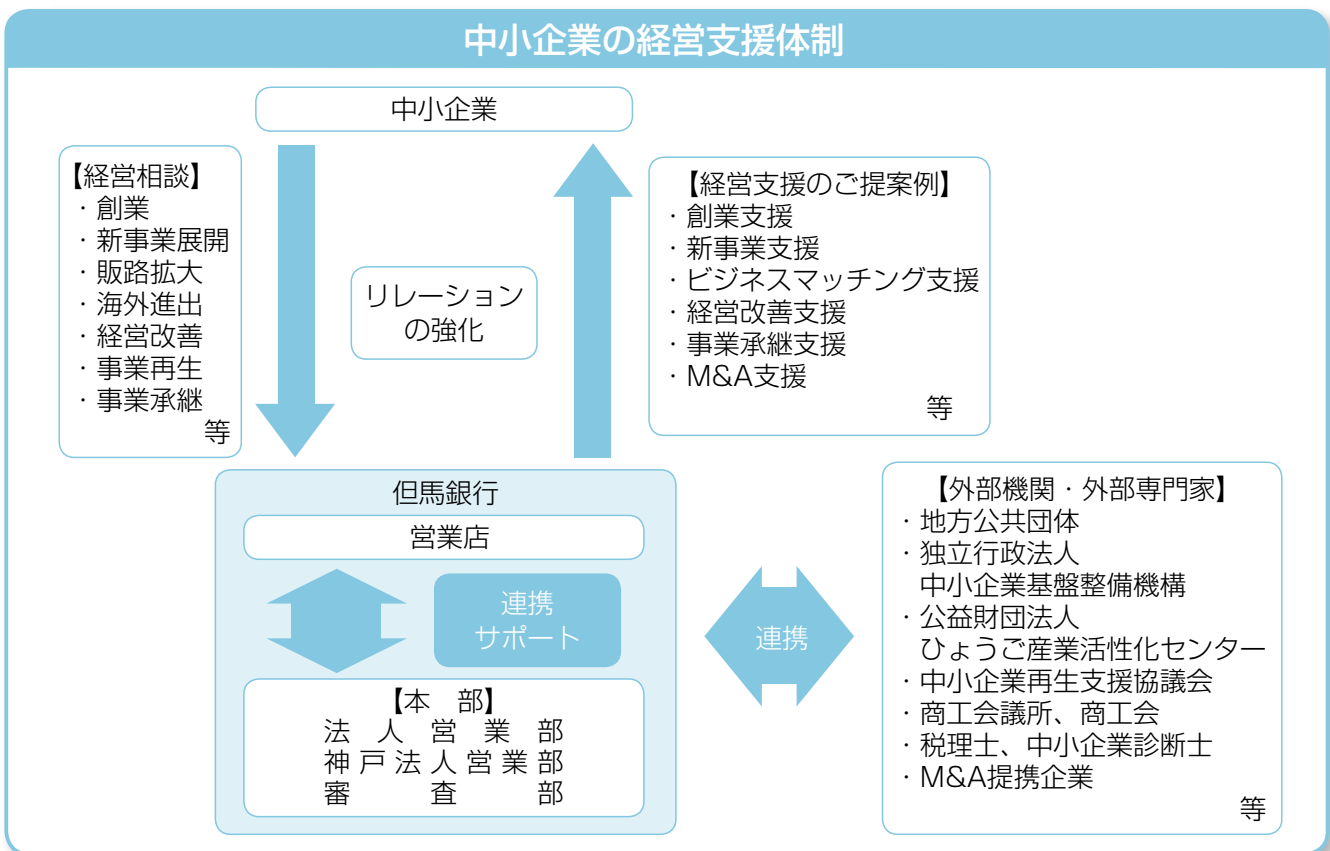 中小企業の経営支援体制
中小企業
【経営相談】
・創業
・新事業展開
・販路拡大
・海外進出
・経営改善
・事業再生
・事業承継
等
リレーション
の強化
【経営支援のご提案例】
・創業支援
・新事業支援
・ビジネスマッチング支援
・経営改善支援
・事業承継支援
・M&A支援
等
但馬銀行
営業店
連携
サポート
【本　部】
法　人　営　業　部
神戸法人営業部
審　　査　　部
連携
【外部機関・外部専門家】
・地方公共団体
・独立行政法人
中小企業基盤整備機構
・公益財団法人
ひょうご産業活性化センター
・中小企業再生支援協議会
・商工会議所、商工会
・税理士、中小企業診断士
・M&A提携企業
等